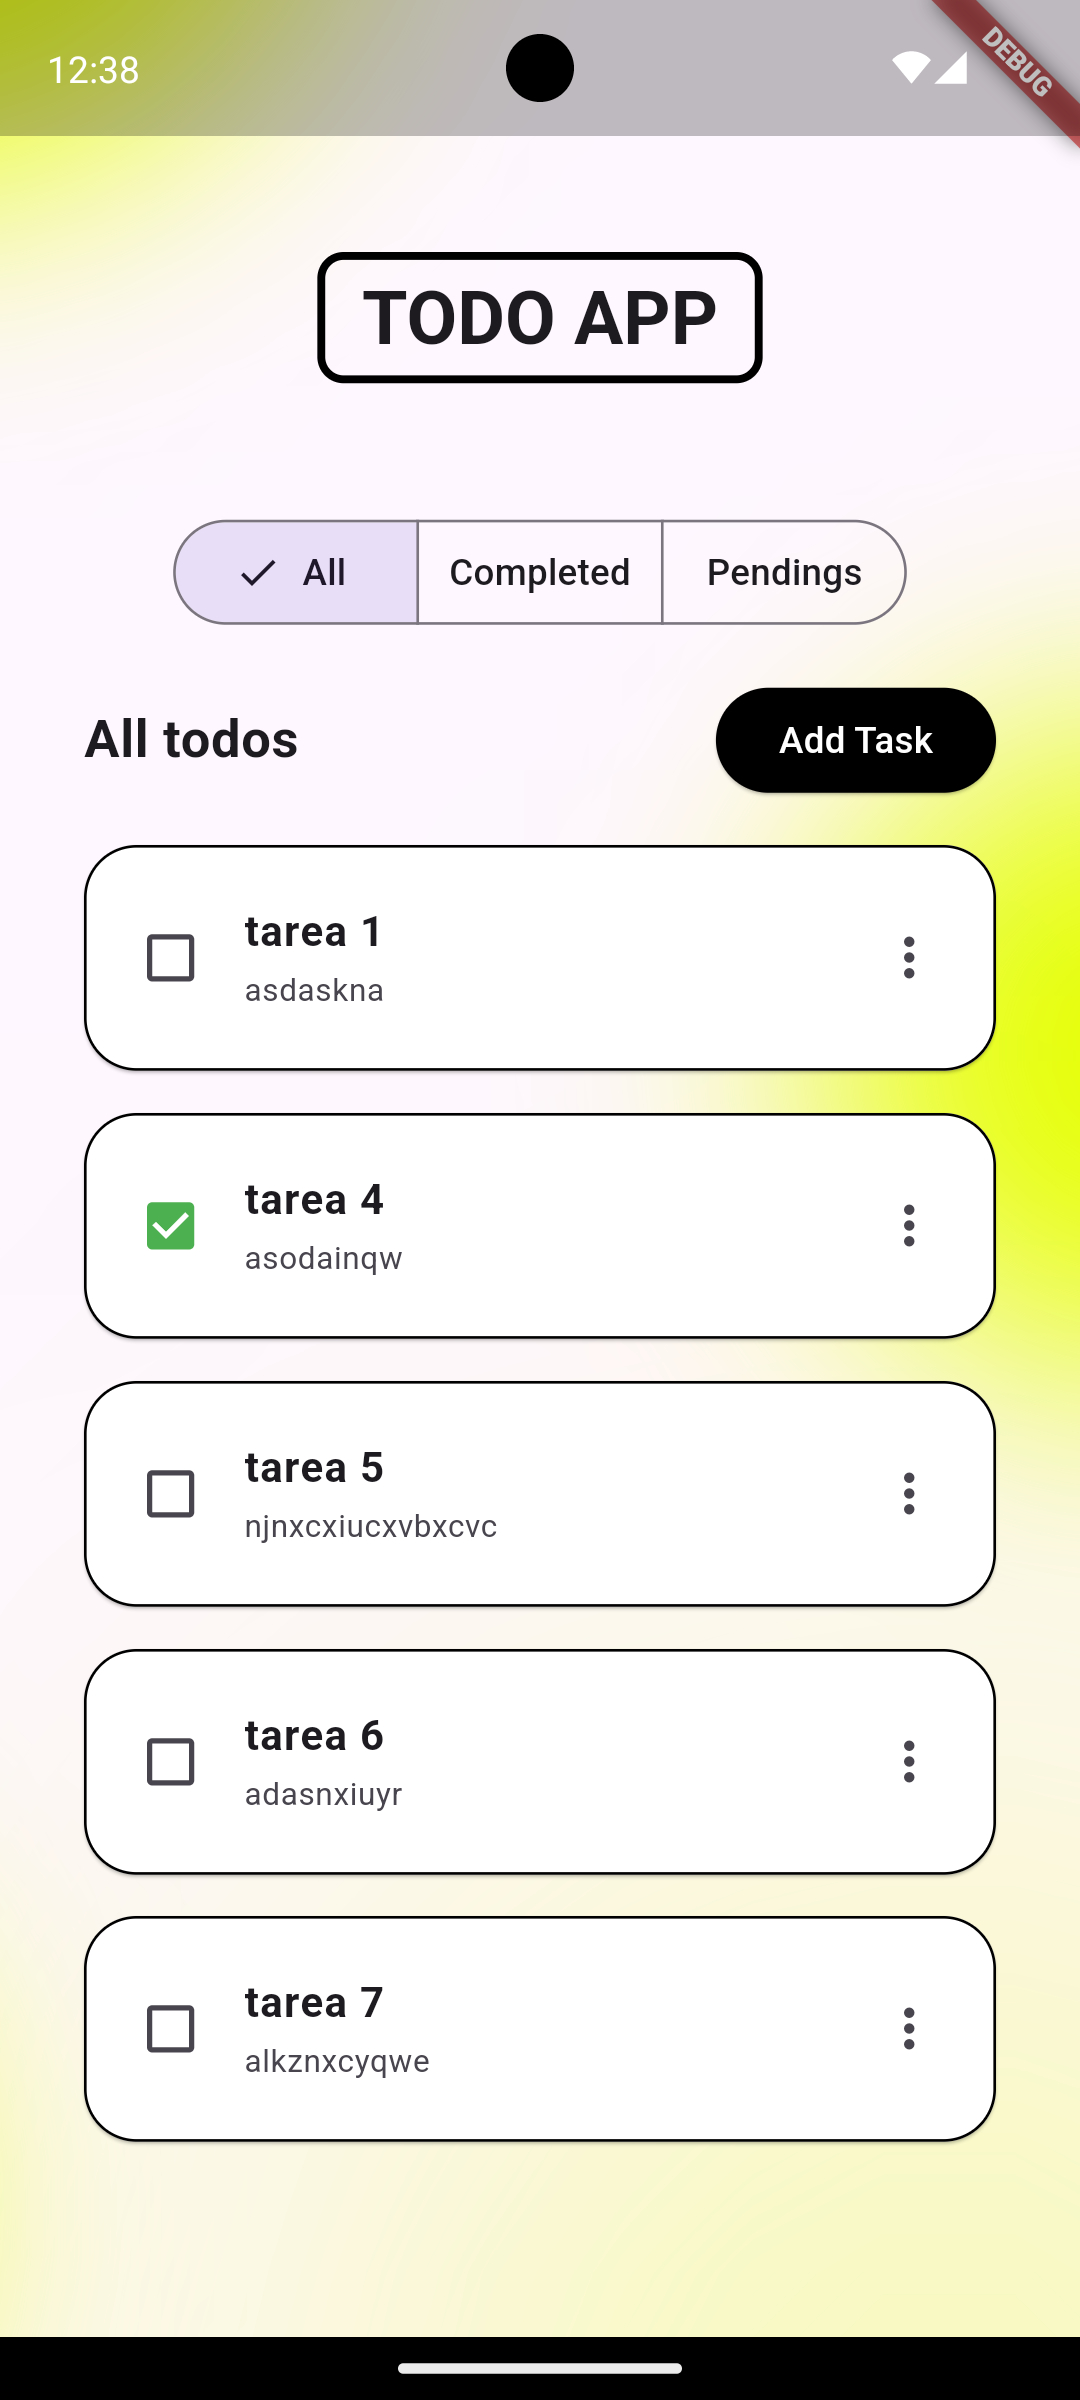 12:38
DEBUG
TODO APP
All
Completed
Pendings
All todos
Add Task
tarea 1
asdaskna
tarea 4
asodainqw
tarea 5
njnxcxiucxvbxcvc
tarea 6
adasnxiuyr
tarea 7
alkznxcyqwe